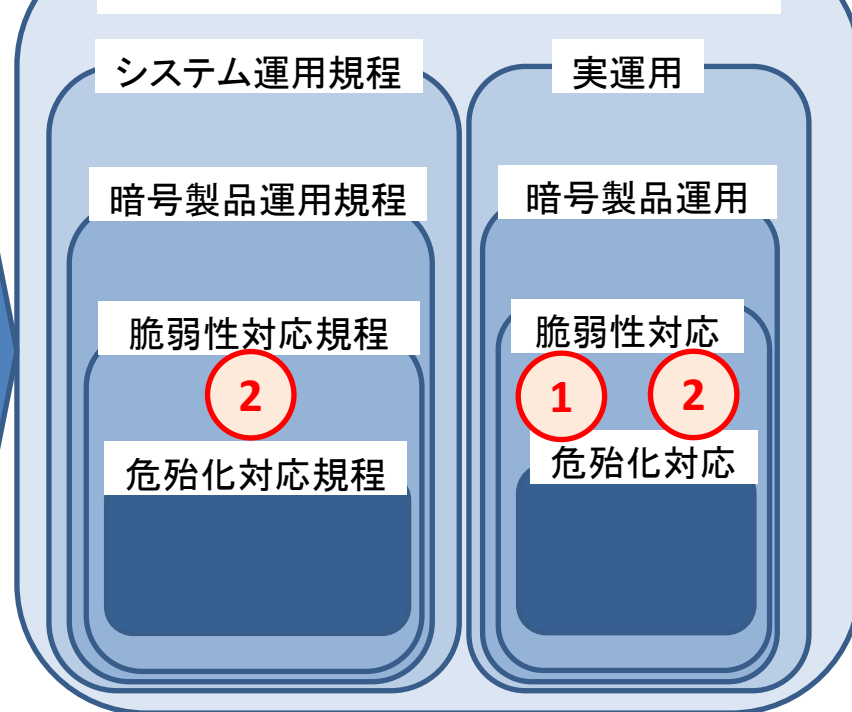 システム運用規程
実運用
暗号製品運用規程
暗号製品運用
脆弱性対応規程
脆弱性対応
2
1
2
危殆化対応規程
危殆化対応